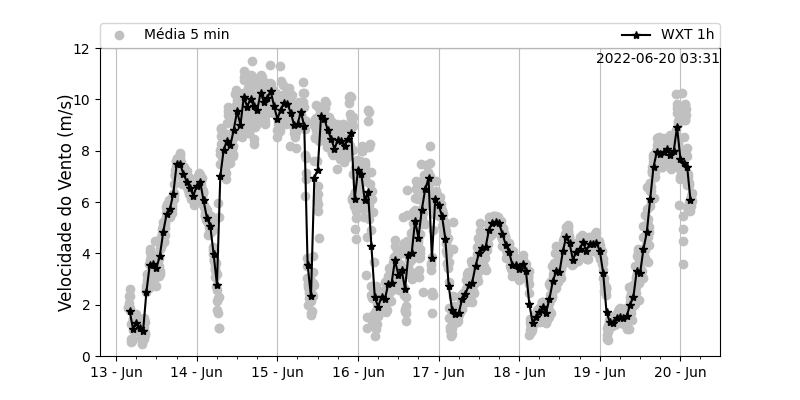 Média 5 min
WXT 1h
2022-06-20 03:31
Velocidade do Vento (m/s)
12
10
8
6
4
2
0
13 - Jun
14 - Jun
15 - Jun
16 - Jun
17 - Jun
18 - Jun
19 - Jun
20 - Jun